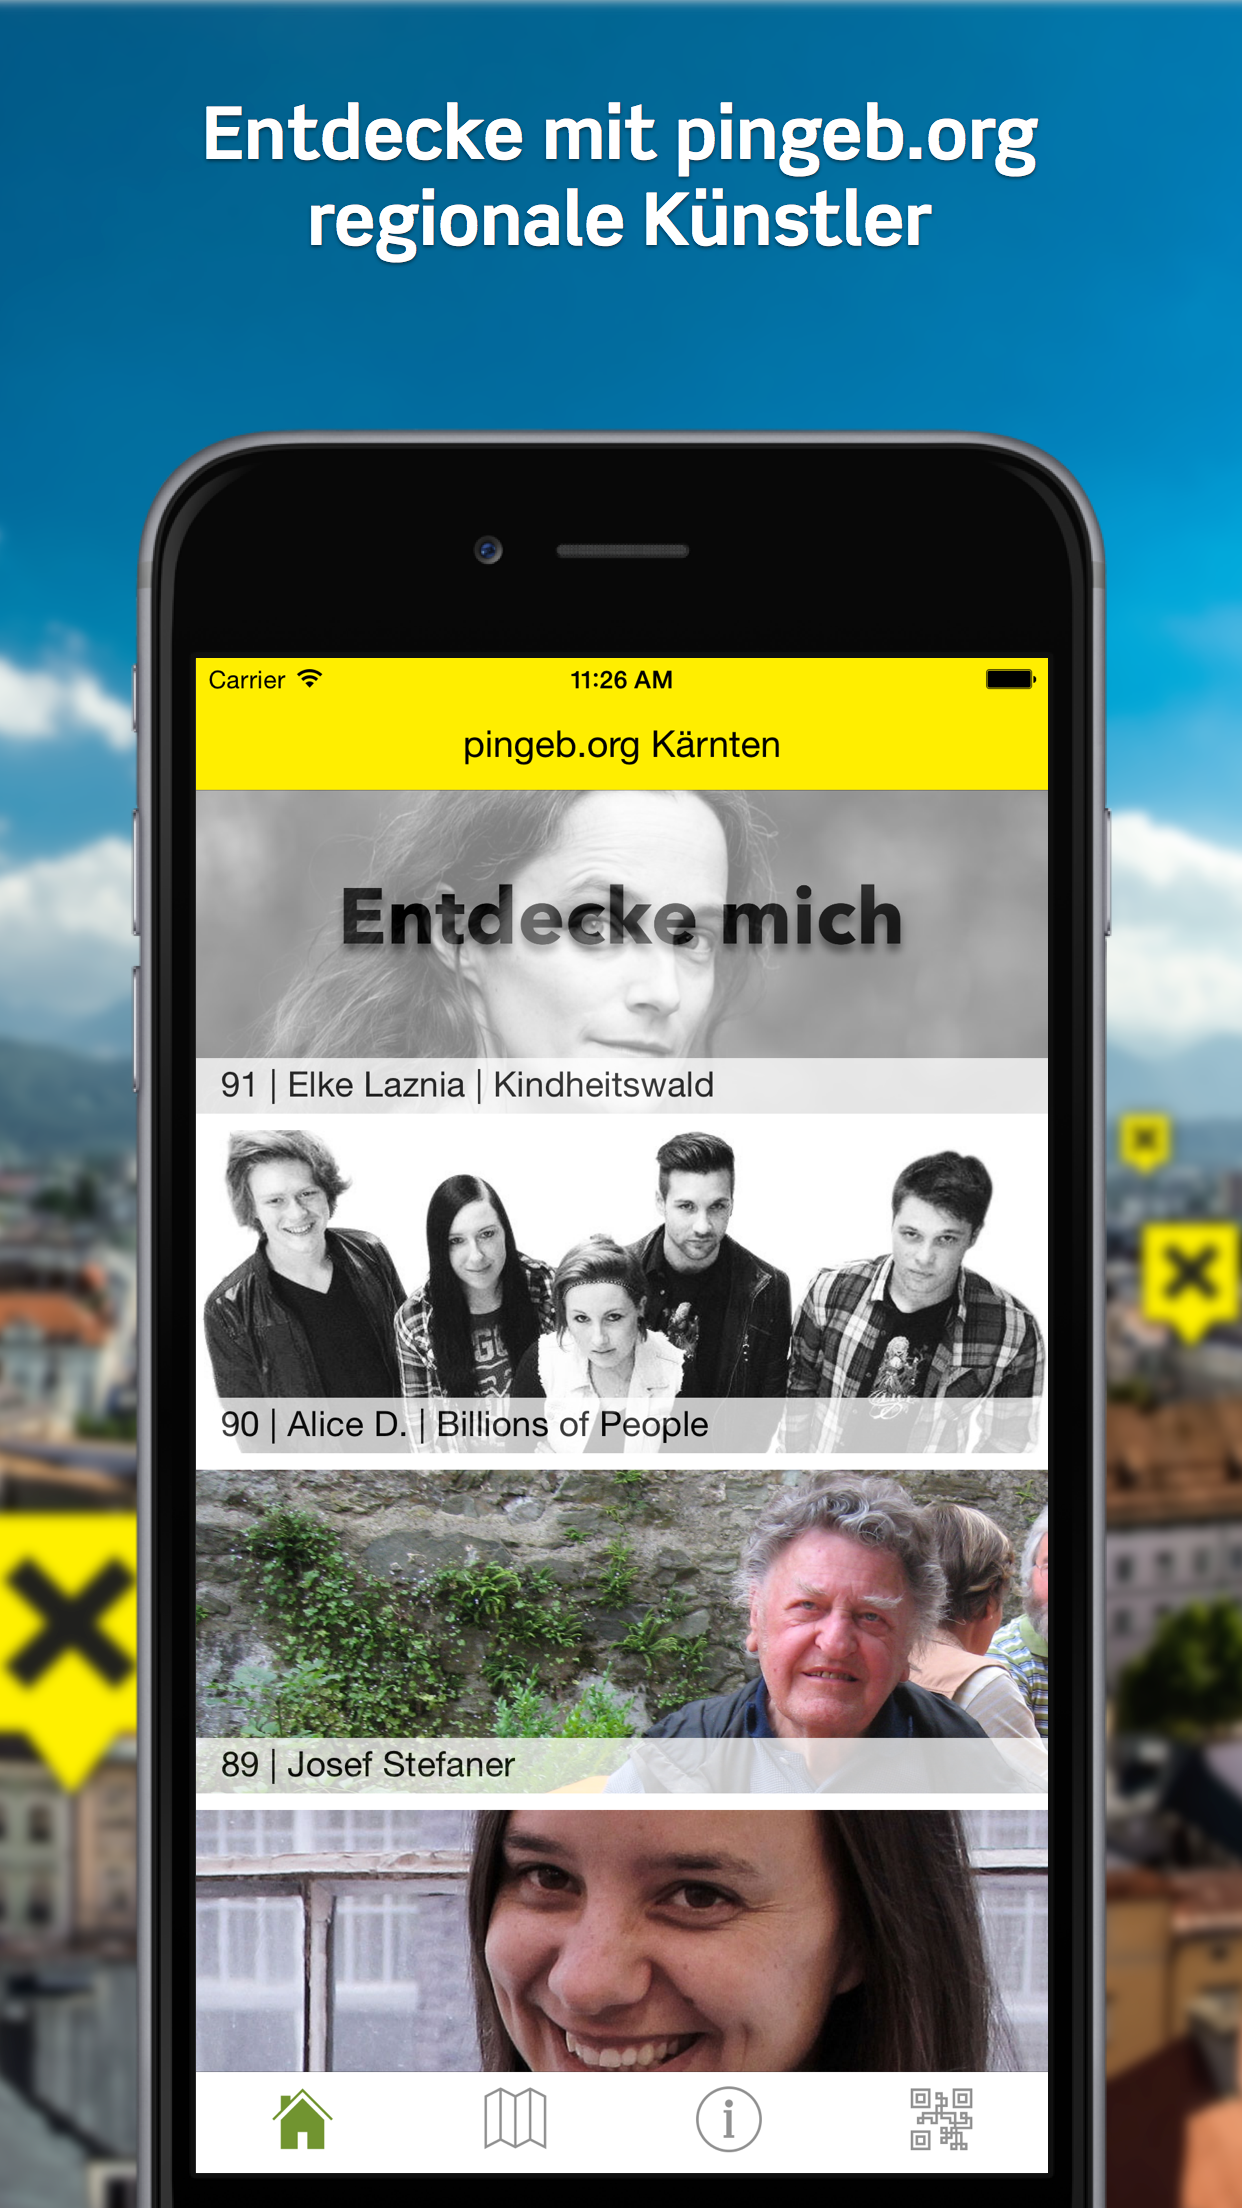 Entdecke mit pingeb.org
regionale Künstler
Carrier 11:26 AM
pingeb.org Kärnten
Entdecke mich
91 | Elke Laznia | Kindheitswald
90 | Alice D. | Billions of People
89 | Josef Stefaner